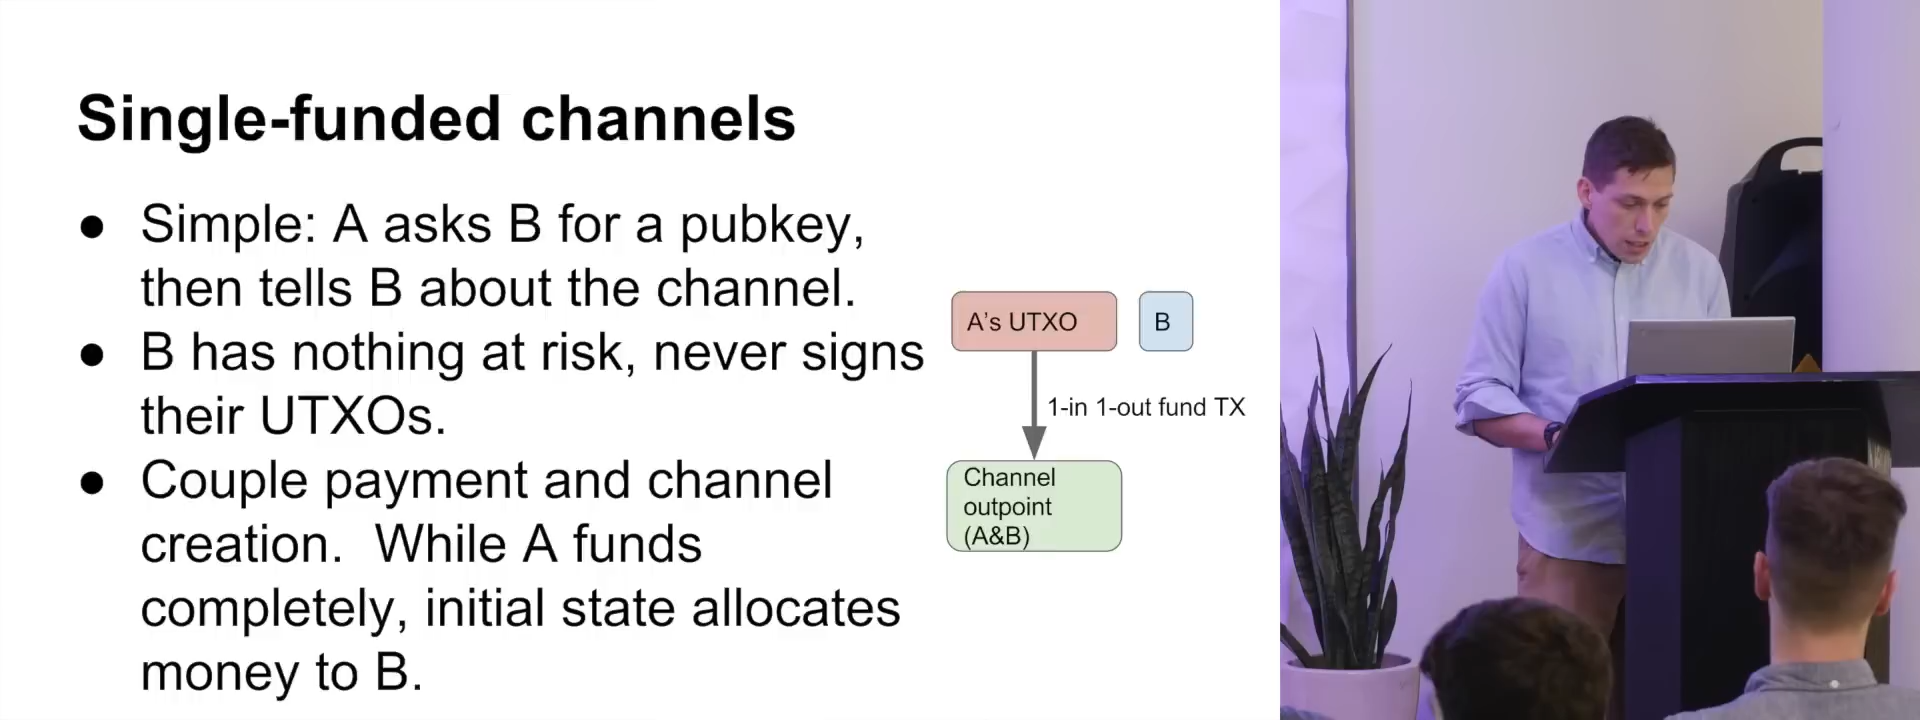 Single-funded channels
● Simple: A asks B for a pubkey,
then tells B about the channel.
● B has nothing at risk, never signs
their UTXOs.
● Couple payment and channel
creation.  While A funds
completely, initial state allocates
money to B.
A's UTXO
B
1-in 1-out fund TX
Channel
outpoint
(A&B)